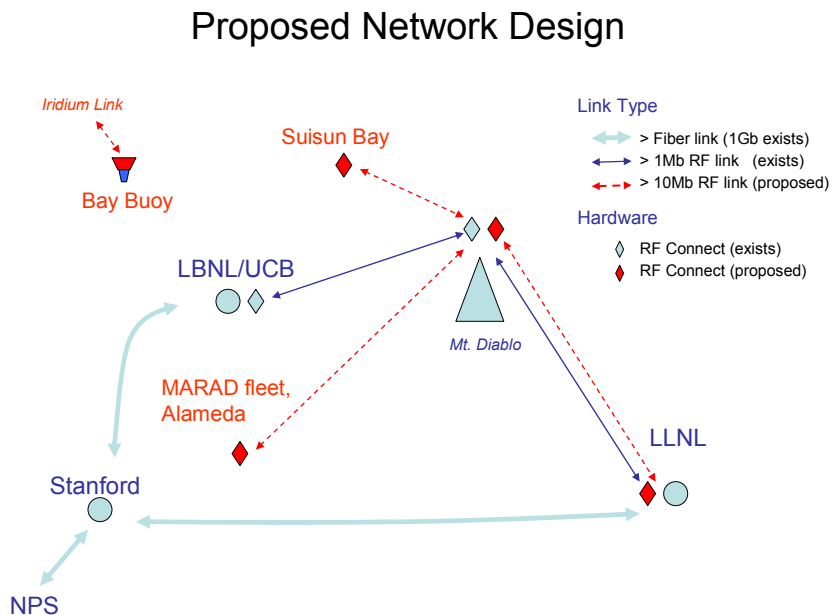 Proposed Network Design
Iridium Link
Bay Buoy
Suisun Bay
Link Type
> Fiber link (1Gb exists)
> 1Mb RF link (exists)
> 10Mb RF link (proposed)
Hardware
RF Connect (exists)
RF Connect (proposed)
LBNL/UCB
Mt. Diablo
MARAD fleet,
Alameda
LLNL
Stanford
NPS